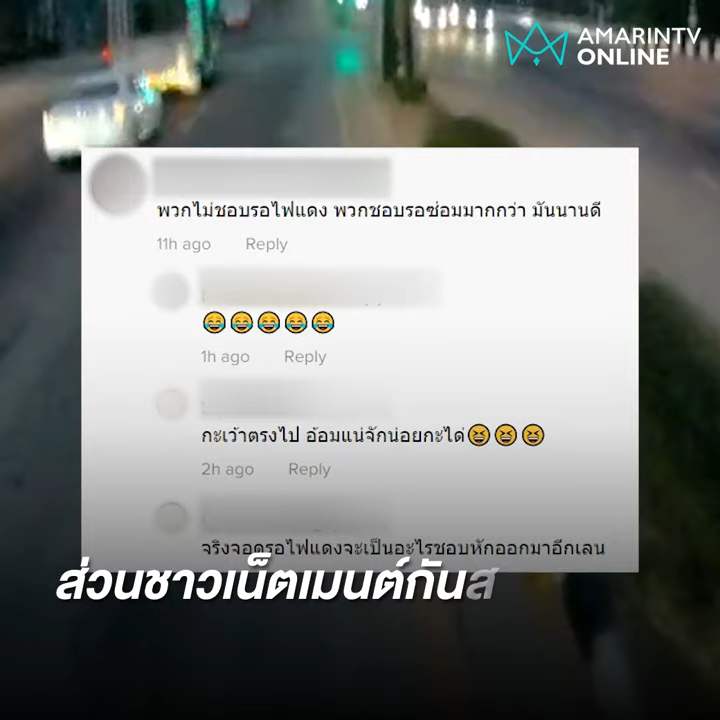 AMARINTV
ONLINE
พวกไม่ชอบรอไฟแดง พวกชอบรอซ่อมมากกว่า มันนานดี
11h ago Reply
😂😂😂😂😂
1h ago Reply
กะเว้าตรงไป อ้อมแน่จักน่อยกะได่😆😆😆
2h ago Reply
จริงจอดรอไฟแดงจะเป็นอะไรชอบหักออกมาอีกเลน
ส่วนชาวเน็ตเมนต์กันส